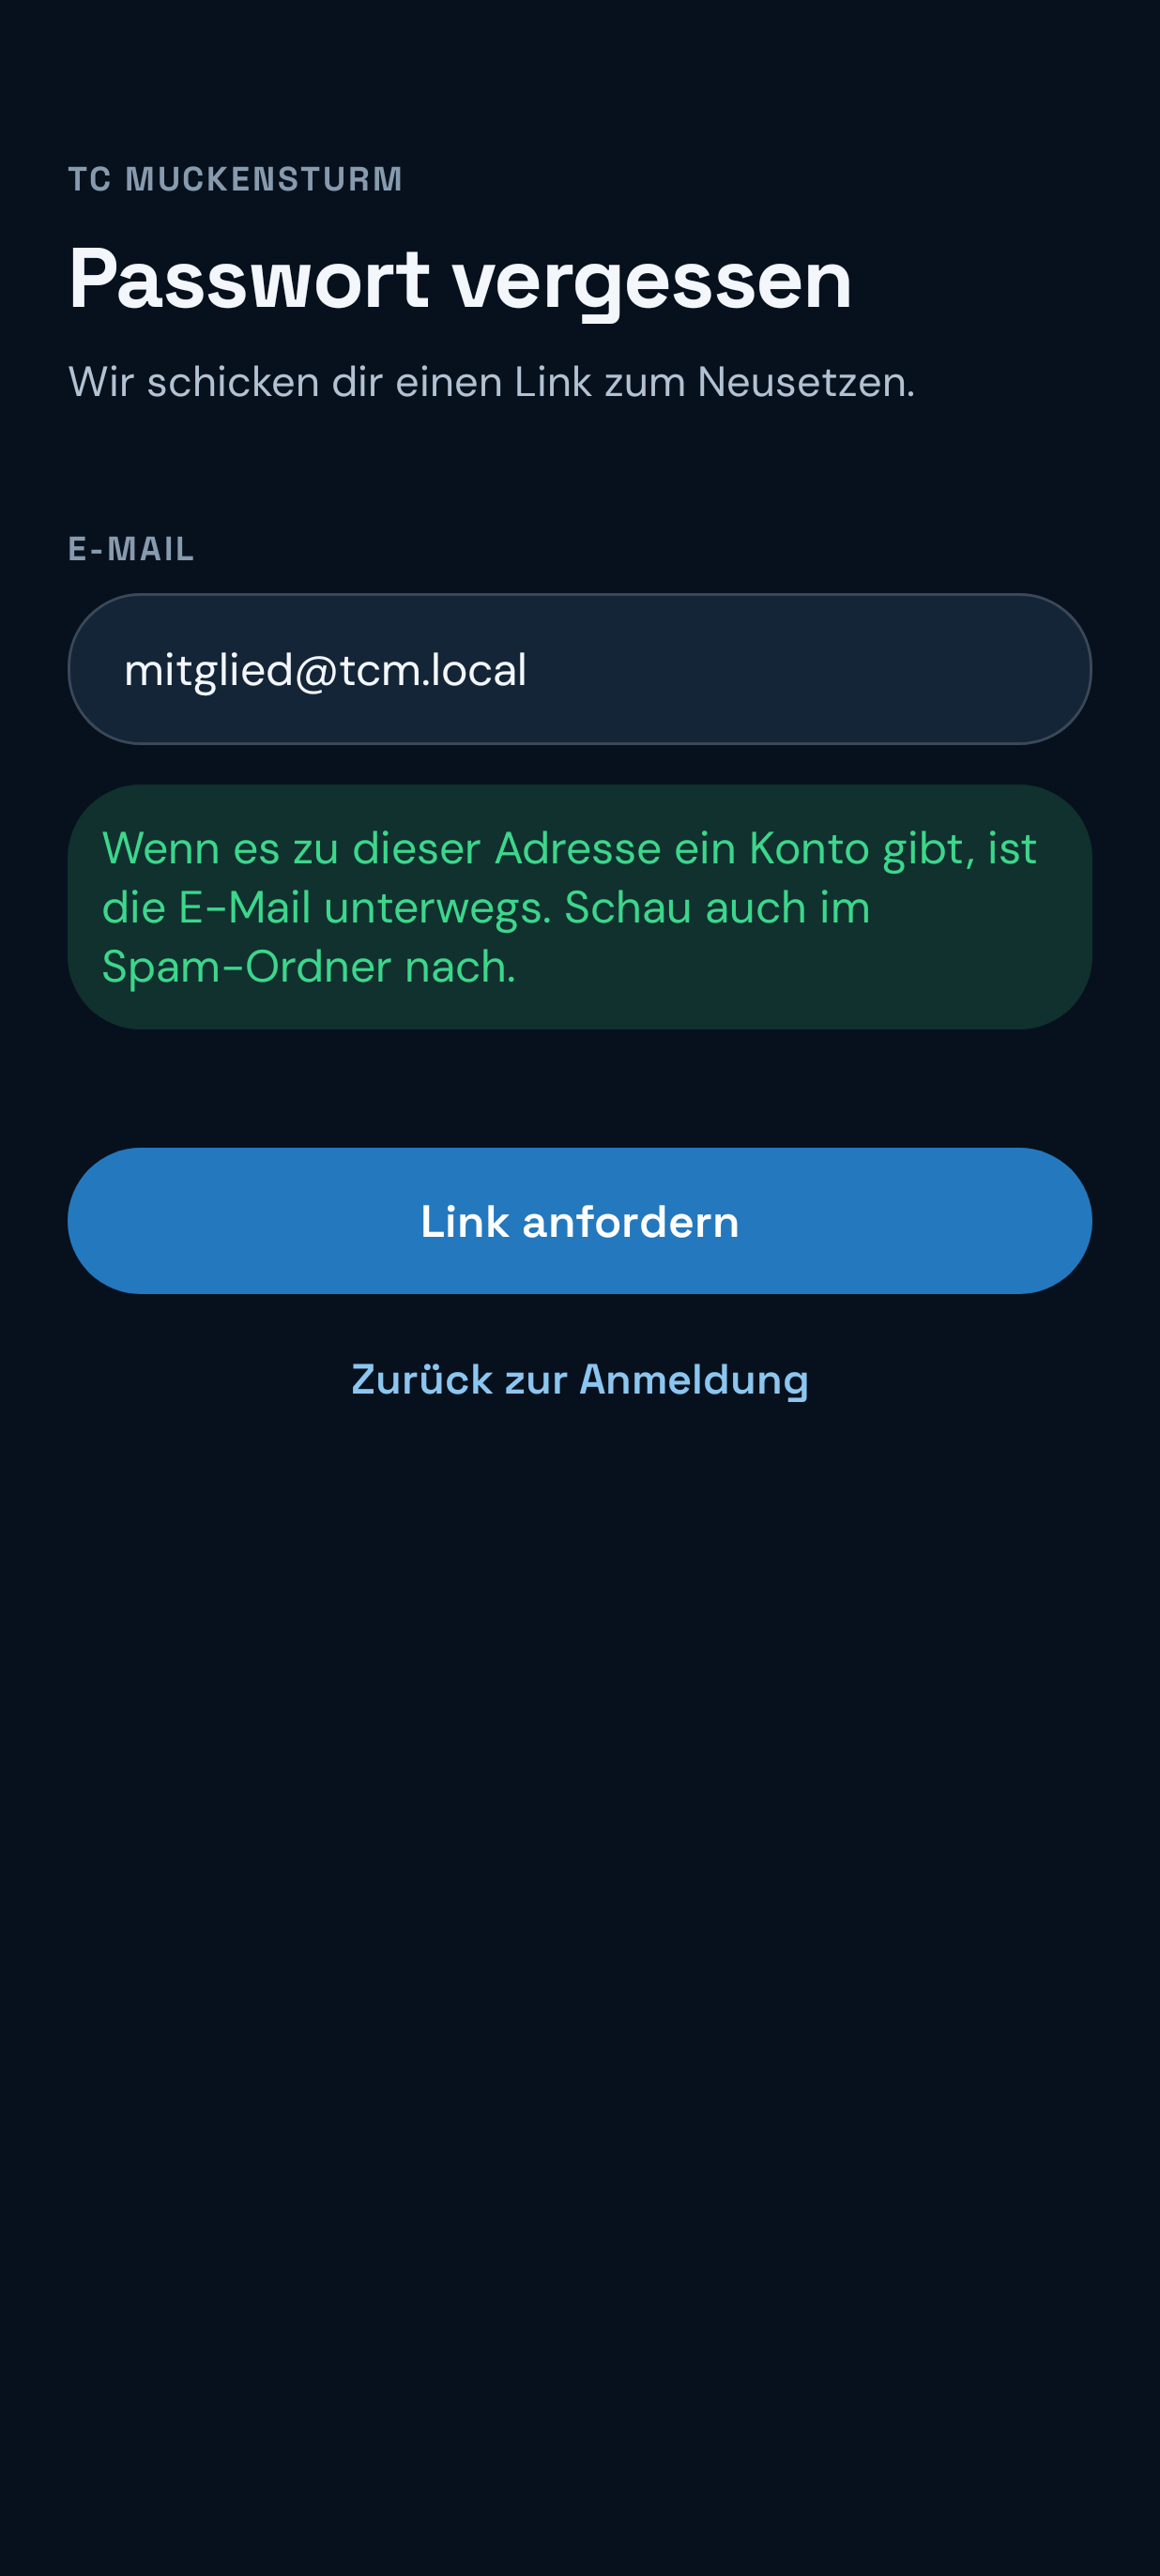 TC MUCKENSTURM
Passwort vergessen
Wir schicken dir einen Link zum Neusetzen.
E-MAIL
mitglied@tcm.local
Wenn es zu dieser Adresse ein Konto gibt, ist
die E-Mail unterwegs. Schau auch im
Spam-Ordner nach.
Link anfordern
Zurück zur Anmeldung